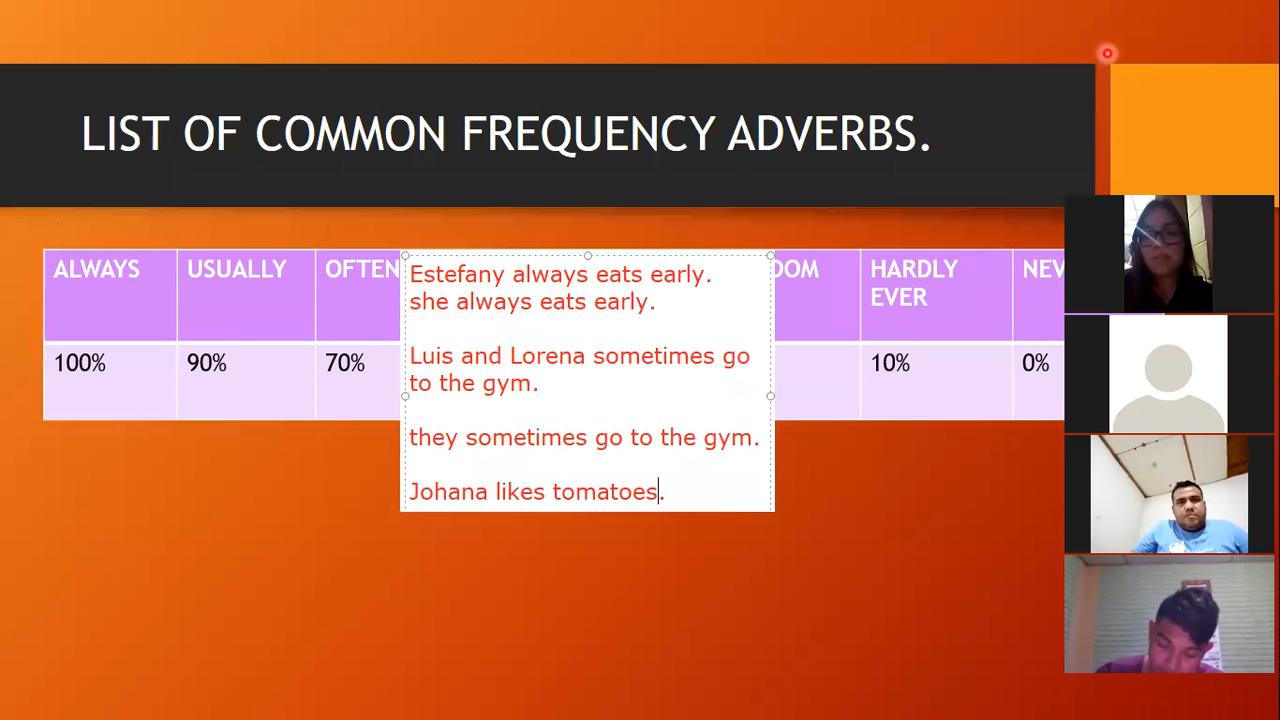 LIST OF COMMON FREQUENCY ADVERBS.
ALWAYS USUALLY OFTEN HARDLY EVER
100% 90% 70% 10% 0%
Estefany always eats early.
she always eats early.
Luis and Lorena sometimes go
to the gym.
they sometimes go to the gym.
Johana likes tomatoes.